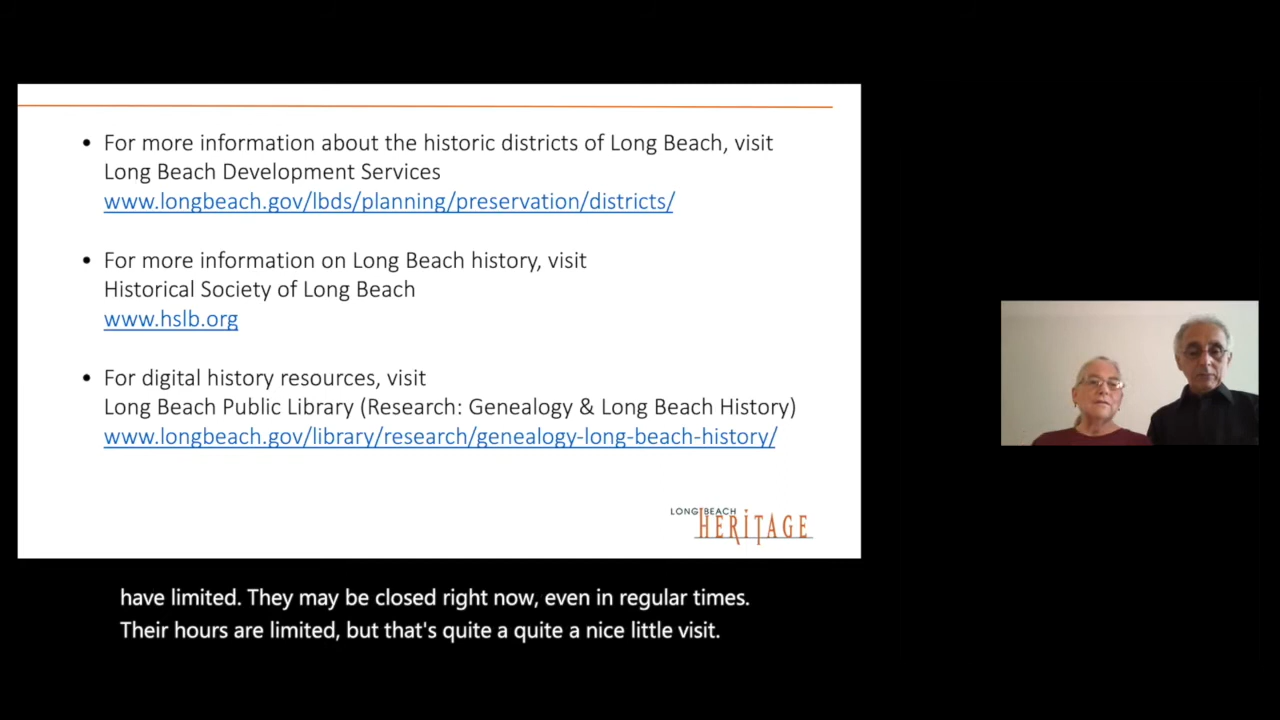 • For more information about the historic districts of Long Beach, visit
Long Beach Development Services
www.longbeach.gov/lbds/planning/preservation/districts/
• For more information on Long Beach history, visit
Historical Society of Long Beach
www.hslb.org
• For digital history resources, visit
Long Beach Public Library (Research: Genealogy & Long Beach History)
www.longbeach.gov/library/research/genealogy-long-beach-history/
LONG BEACH
HERITAGE
have limited. They may be closed right now, even in regular times.
Their hours are limited, but that's quite a quite a nice little visit.